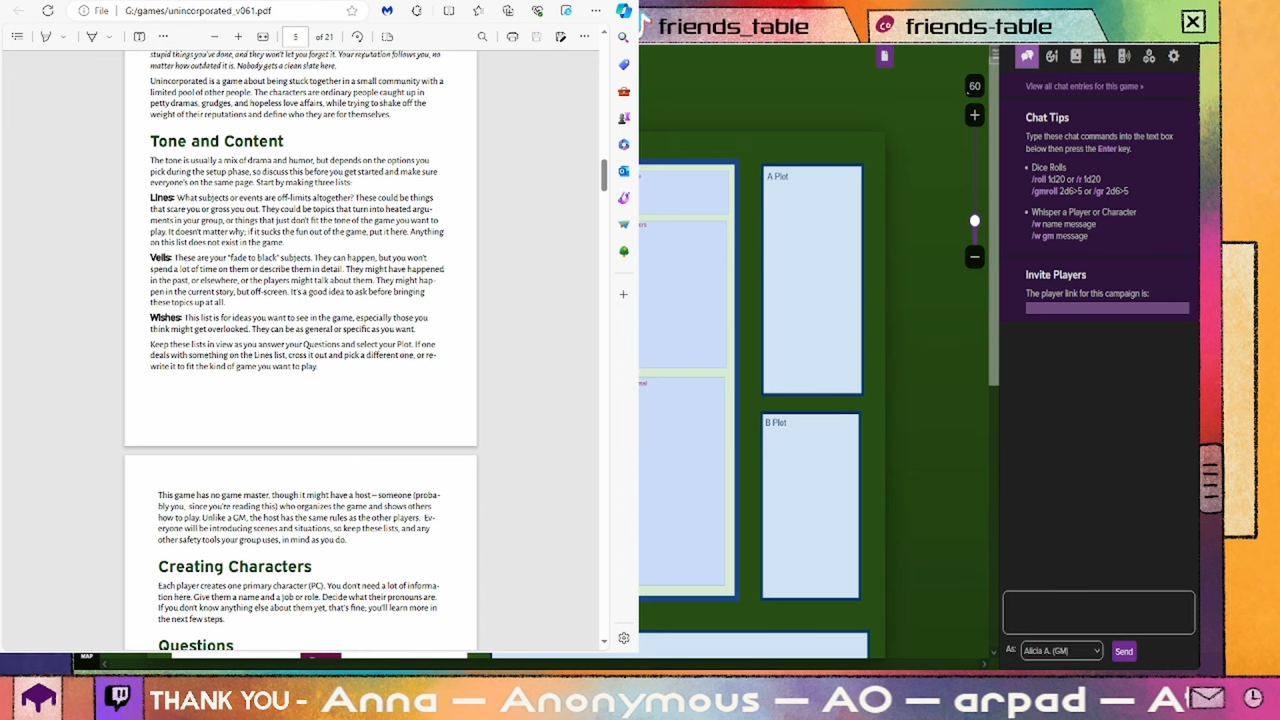 File
G:/games/unincorporated_v061.pdf
5 of 21
stupid things you've done, and they won't let you forget it. Your reputation follows you, no
matter how outdated it is. Nobody gets a clean slate here.
Unincorporated is a game about being stuck together in a small community with a
limited pool of other people. The characters are ordinary people caught up in
petty dramas, grudges, and hopeless love affairs, while trying to shake off the
weight of their reputations and define who they are for themselves.
Tone and Content
The tone is usually a mix of drama and humor, but depends on the options you
pick during the setup phase, so discuss this before you get started and make sure
everyone's on the same page. Start by making three lists:
Lines: What subjects or events are off-limits altogether? These could be things
that scare you or gross you out. They could be topics that turn into heated argu-
ments in your group, or things that just don't fit the tone of the game you want to
play. It doesn't matter why; if it sucks the fun out of the game, put it here. Anything
on this list does not exist in the game.
Veils: These are your "fade to black" subjects. They can happen, but you won't
spend a lot of time on them or describe them in detail. They might have happened
in the past, or elsewhere, or the players might talk about them. They might hap-
pen in the current story, but off-screen. It's a good idea to ask before bringing
these topics up at all.
Wishes: This list is for ideas you want to see in the game, especially those you
think might get overlooked. They can be as general or specific as you want.
Keep these lists in view as you answer your Questions and select your Plot. If one
deals with something on the Lines list, cross it out and pick a different one, or re-
write it to fit the kind of game you want to play.
This game has no game master, though it might have a host – someone (proba-
bly you, since you're reading this) who organizes the game and shows others
how to play. Unlike a GM, the host has the same rules as the other players. Ev-
eryone will be introducing scenes and situations, so keep these lists, and any
other safety tools your group uses, in mind as you do.
Creating Characters
Each player creates one primary character (PC). You don't need a lot of informa-
tion here. Give them a name and a job or role. Decide what their pronouns are.
If you don't know anything else about them yet, that's fine; you'll learn more in
the next few steps.
Questions
friends_table
friends-table
60
A Plot
B Plot
MAP
View all chat entries for this game »
Chat Tips
Type these chat commands into the text box
below then press the Enter key.
• Dice Rolls
/roll 1d20 or /r 1d20
/gmroll 2d6>5 or /gr 2d6>5
• Whisper a Player or Character
/w name message
/w gm message
Invite Players
The player link for this campaign is:
As: Alicia A. (GM) Send
THANK YOU - Anna — Anonymous — AO — arpad — A